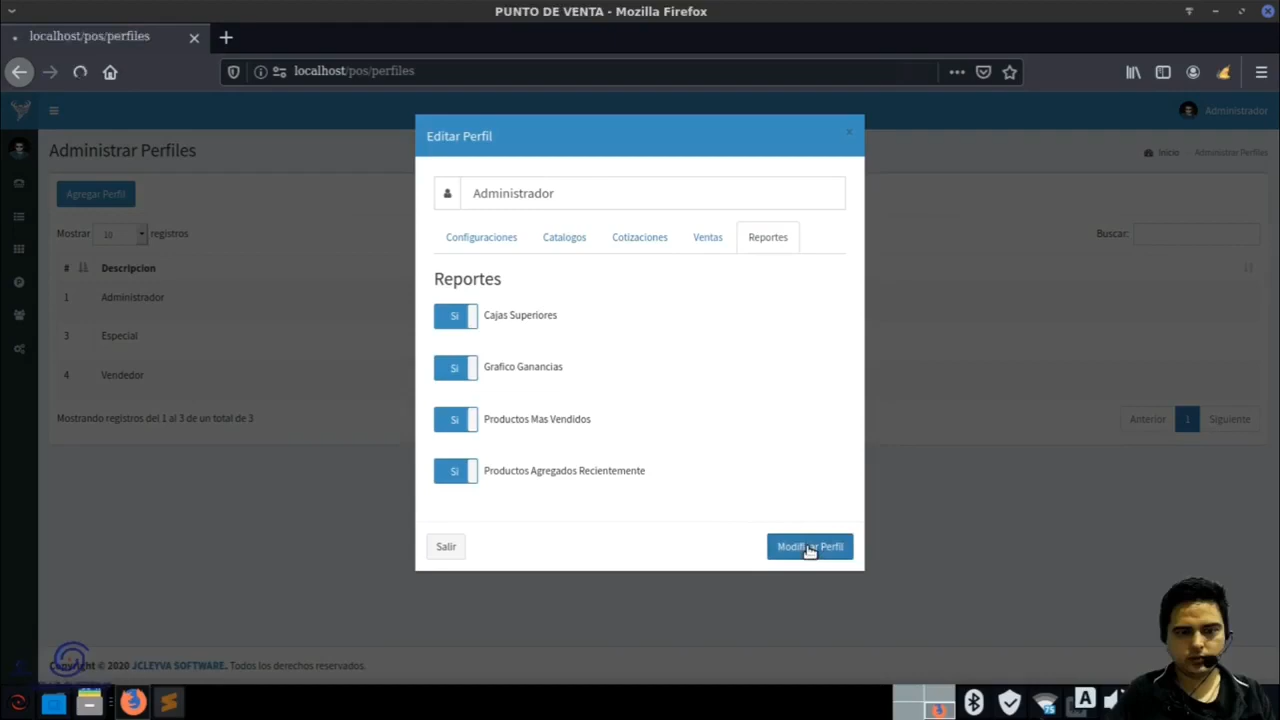 PUNTO DE VENTA - Mozilla Firefox
localhost/pos/perfiles
localhost/pos/perfiles
Administrador
Administrar Perfiles
Inicio
Administrar Perfiles
Agregar Perfil
Mostrar 10 registros
Buscar:
# Descripcion
1 Administrador
3 Especial
4 Vendedor
Mostrando registros del 1 al 3 de un total de 3
Anterior 1 Siguiente
Editar Perfil
×
Administrador
Configuraciones Catalogos Cotizaciones Ventas Reportes
Reportes
Si Cajas Superiores
Si Grafico Ganancias
Si Productos Mas Vendidos
Si Productos Agregados Recientemente
Salir
Modificar Perfil
Copyright © 2020 JCLEYVA SOFTWARE. Todos los derechos reservados.
75
A